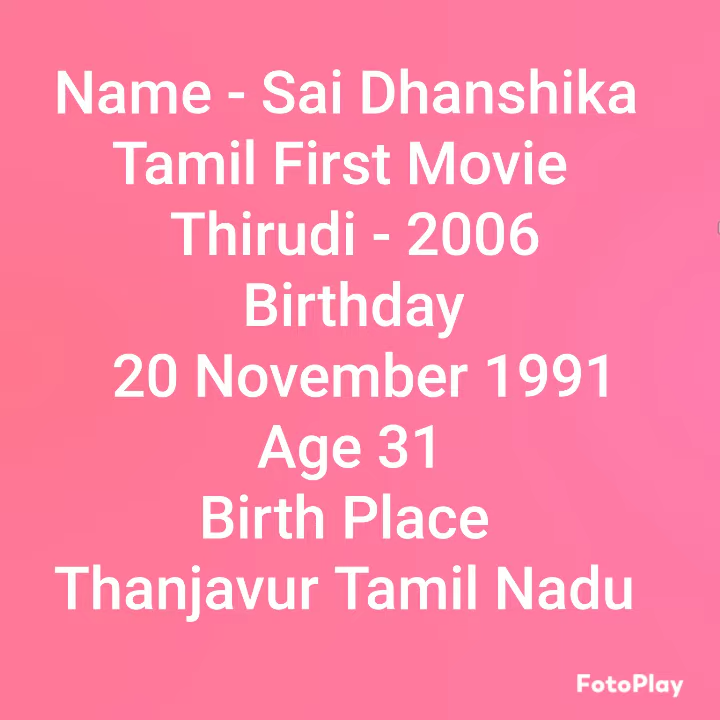 Name - Sai Dhanshika
Tamil First Movie
Thirudi - 2006
Birthday
20 November 1991
Age 31
Birth Place
Thanjavur Tamil Nadu
FotoPlay